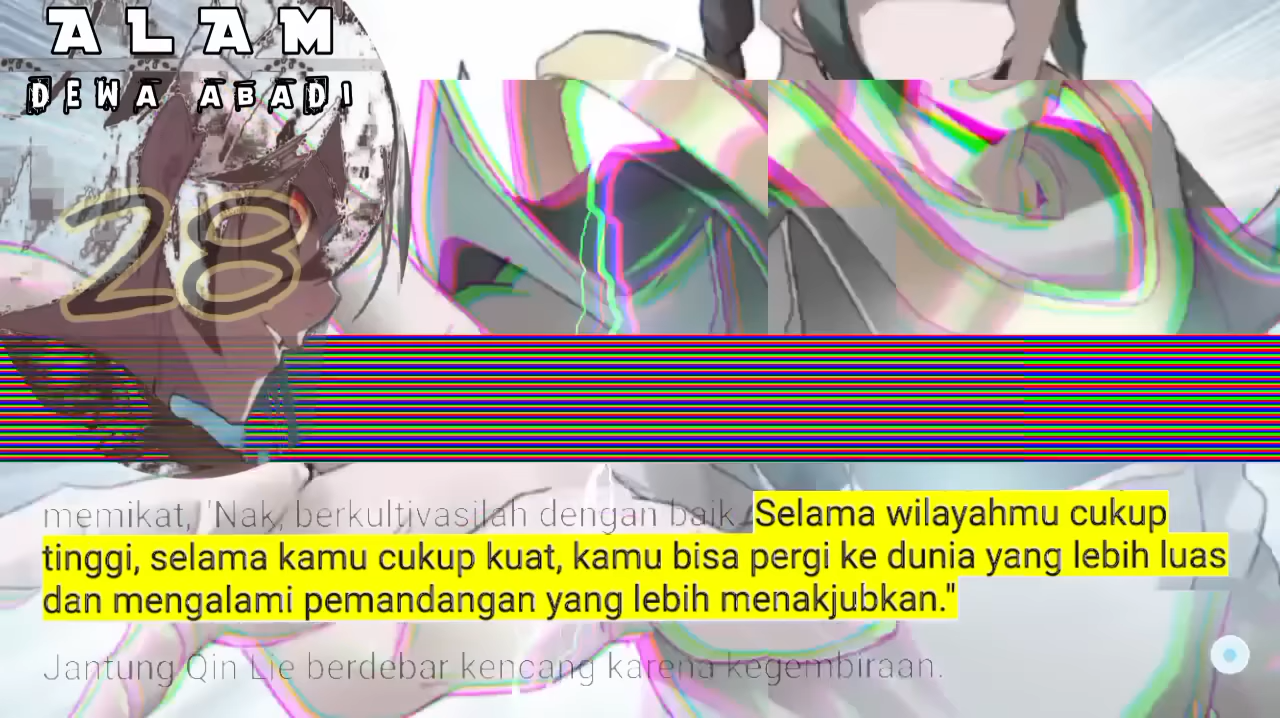 ALAM
DEWA ABADI
28
memikat, 'Nak, berkultivasilah dengan baik. Selama wilayahmu cukup
tinggi, selama kamu cukup kuat, kamu bisa pergi ke dunia yang lebih luas
dan mengalami pemandangan yang lebih menakjubkan."
Jantung Qin Lie berdebar kencang karena kegembiraan.